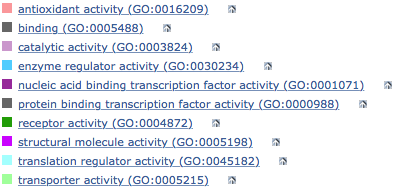 antioxidant activity (GO:0016209)
binding (GO:0005488)
catalytic activity (GO:0003824)
enzyme regulator activity (GO:0030234)
nucleic acid binding transcription factor activity (GO:0001071)
protein binding transcription factor activity (GO:0000988)
receptor activity (GO:0004872)
structural molecule activity (GO:0005198)
translation regulator activity (GO:0045182)
transporter activity (GO:0005215)